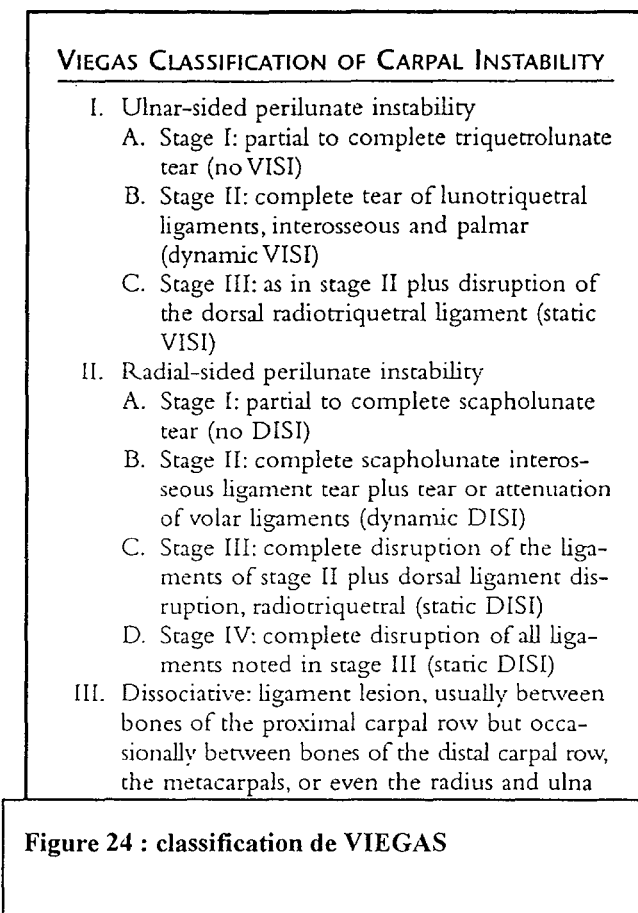 VIEGAS CLASSIFICATION OF CARPAL INSTABILITY
I. Ulnar-sided perilunate instability
A. Stage I: partial to complete triquetrolunate
tear (no VISI)
B. Stage II: complete tear of lunotriquetral
ligaments, interosseous and palmar
(dynamic VISI)
C. Stage III: as in stage II plus disruption of
the dorsal radiotriquetral ligament (static
VISI)
II. Radial-sided perilunate instability
A. Stage I: partial to complete scapholunate
tear (no DISI)
B. Stage II: complete scapholunate interos-
seous ligament tear plus tear or attenuation
of volar ligaments (dynamic DISI)
C. Stage III: complete disruption of the liga-
ments of stage II plus dorsal ligament dis-
ruption, radiotriquetral (static DISI)
D. Stage IV: complete disruption of all liga-
ments noted in stage III (static DISI)
III. Dissociative: ligament lesion, usually between
bones of the proximal carpal row but occa-
sionally between bones of the distal carpal row,
the metacarpals, or even the radius and ulna
Figure 24 : classification de VIEGAS